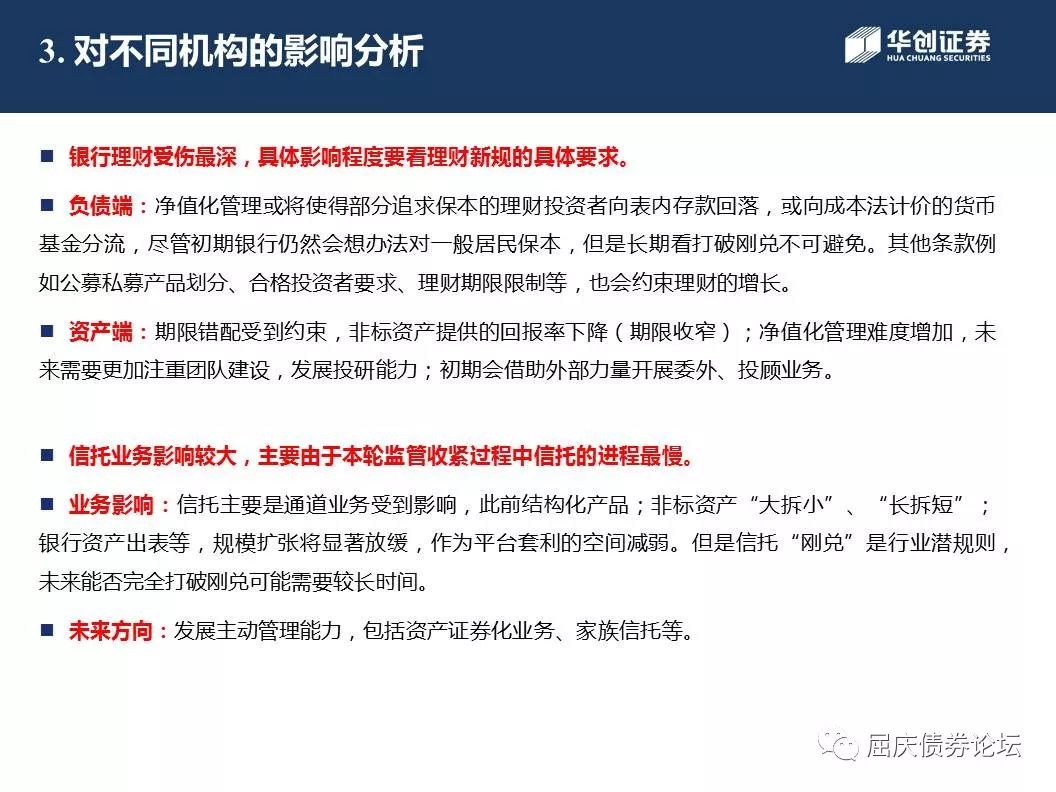 3. 对不同机构的影响分析
华创证券
HUA CHUANG SECURITIES
■ 银行理财受伤最深，具体影响程度要看理财新规的具体要求。
■ 负债端：净值化管理或将使得部分追求保本的理财投资者向表内存款回落，或向成本法计价的货币
基金分流，尽管初期银行仍然会想办法对一般居民保本，但是长期看打破刚兑不可避免。其他条款例
如公募私募产品划分、合格投资者要求、理财期限限制等，也会约束理财的增长。
■ 资产端：期限错配受到约束，非标资产提供的回报率下降（期限收窄）；净值化管理难度增加，未
来需要更加注重团队建设，发展投研能力；初期会借助外部力量开展委外、投顾业务。
■ 信托业务影响较大，主要由于本轮监管收紧过程中信托的进程最慢。
■ 业务影响：信托主要是通道业务受到影响，此前结构化产品；非标资产“大拆小”、“长拆短”；
银行资产出表等，规模扩张将显著放缓，作为平台套利的空间减弱。但是信托“刚兑”是行业潜规则，
未来能否完全打破刚兑可能需要较长时间。
■ 未来方向：发展主动管理能力，包括资产证券化业务、家族信托等。
屈庆债券论坛